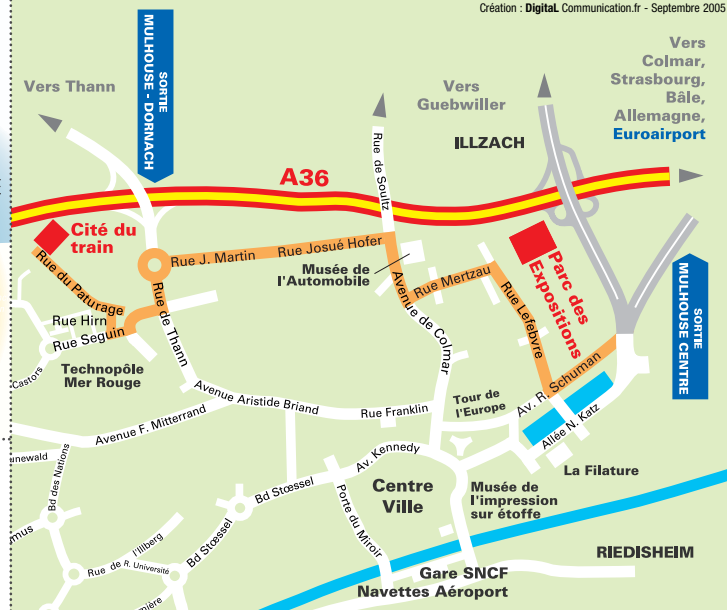 Création : DigitaL Communication.fr - Septembre 2005
SORTIE
MULHOUSE - DORNACH
Vers Thann
Vers
Guebwiller
Vers
Colmar,
Strasbourg,
Bâle,
Allemagne,
Euroairport
ILLZACH
Rue de Soultz
A36
Cité du
train
Rue J. Martin
Rue Josué Hofer
Musée de
l'Automobile
Rue Mertzau
Parc des
Expositions
Rue du Paturage
Rue Hirn
Rue Seguin
Rue de Thann
Avenue de Colmar
Rue Lefebvre
SORTIE
MULHOUSE CENTRE
Technopôle
Mer Rouge
Castors
Avenue Aristide Briand
Rue Franklin
Tour de
l'Europe
Av. R. Schuman
Allée N. Katz
Avenue F. Mitterrand
Bd des Nations
Av. Kennedy
La Filature
Bd Stœssel
Centre
Ville
Musée de
l'impression
sur étoffe
Porte du Miroir
Bd Stœssel
l'Illberg
Rue de R. Université
RIEDISHEIM
Gare SNCF
Navettes Aéroport